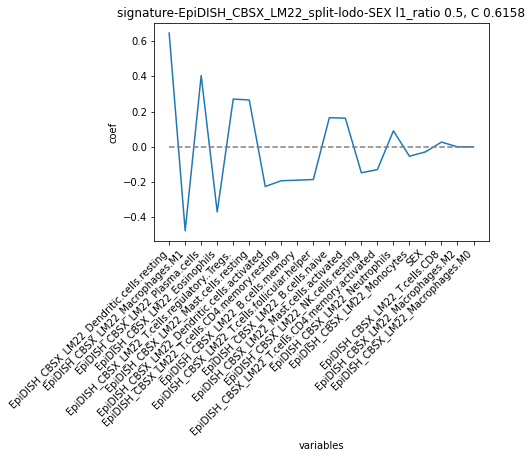 signature-EpiDISH_CBSX_LM22_split-lodo-SEX l1_ratio 0.5, C 0.6158
0.6
0.4
0.2
0.0
−0.2
−0.4
coef
EpiDISH_CBSX_LM22_Dendritic.cells.resting
EpiDISH_CBSX_LM22_Macrophages.M1
EpiDISH_CBSX_LM22_Plasma.cells
EpiDISH_CBSX_LM22_Eosinophils
EpiDISH_CBSX_LM22_T.cells.regulatory..Tregs.
EpiDISH_CBSX_LM22_Mast.cells.resting
EpiDISH_CBSX_LM22_Dendritic.cells.activated
EpiDISH_CBSX_LM22_T.cells.CD4.memory.resting
EpiDISH_CBSX_LM22_B.cells.memory
EpiDISH_CBSX_LM22_T.cells.follicular.helper
EpiDISH_CBSX_LM22_B.cells.naive
EpiDISH_CBSX_LM22_Mast.cells.activated
EpiDISH_CBSX_LM22_NK.cells.resting
EpiDISH_CBSX_LM22_T.cells.CD4.memory.activated
EpiDISH_CBSX_LM22_Neutrophils
EpiDISH_CBSX_LM22_Monocytes
SEX
EpiDISH_CBSX_LM22_T.cells.CD8
EpiDISH_CBSX_LM22_Macrophages.M2
EpiDISH_CBSX_LM22_Macrophages.M0
variables